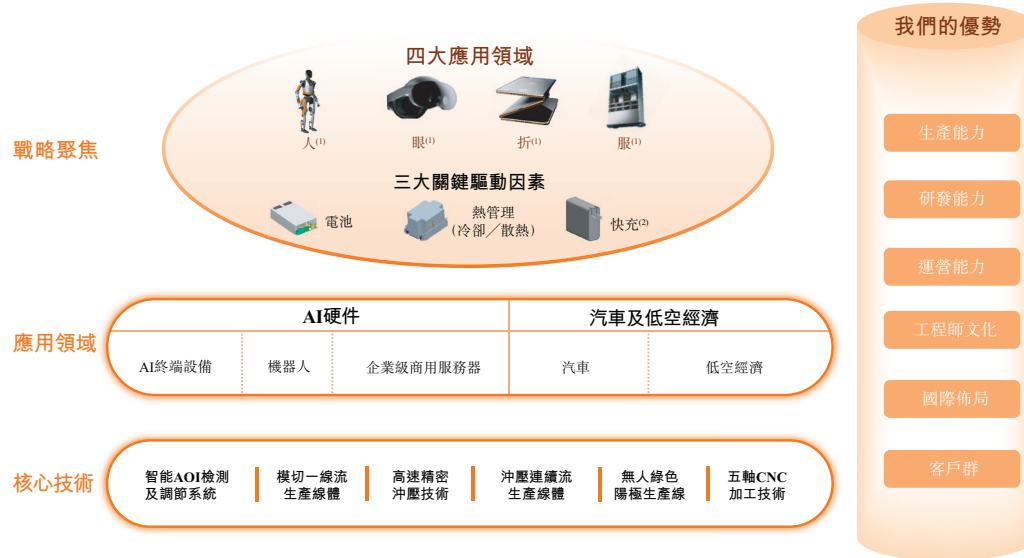 戰略聚焦
四大應用領域
人(1)
眼(1)
折(1)
服(1)
三大關鍵驅動因素
電池
熱管理
(冷卻╱散熱)
快充(2)
應用領域
AI硬件
汽車及低空經濟
AI終端設備
機器人
企業級商用服務器
汽車
低空經濟
核心技術
智能AOI檢測
及調節系統
模切一線流
生產線體
高速精密
沖壓技術
沖壓連續流
生產線體
無人綠色
陽極生產線
五軸CNC
加工技術
我們的優勢
生產能力
研發能力
運營能力
工程師文化
國際佈局
客戶群